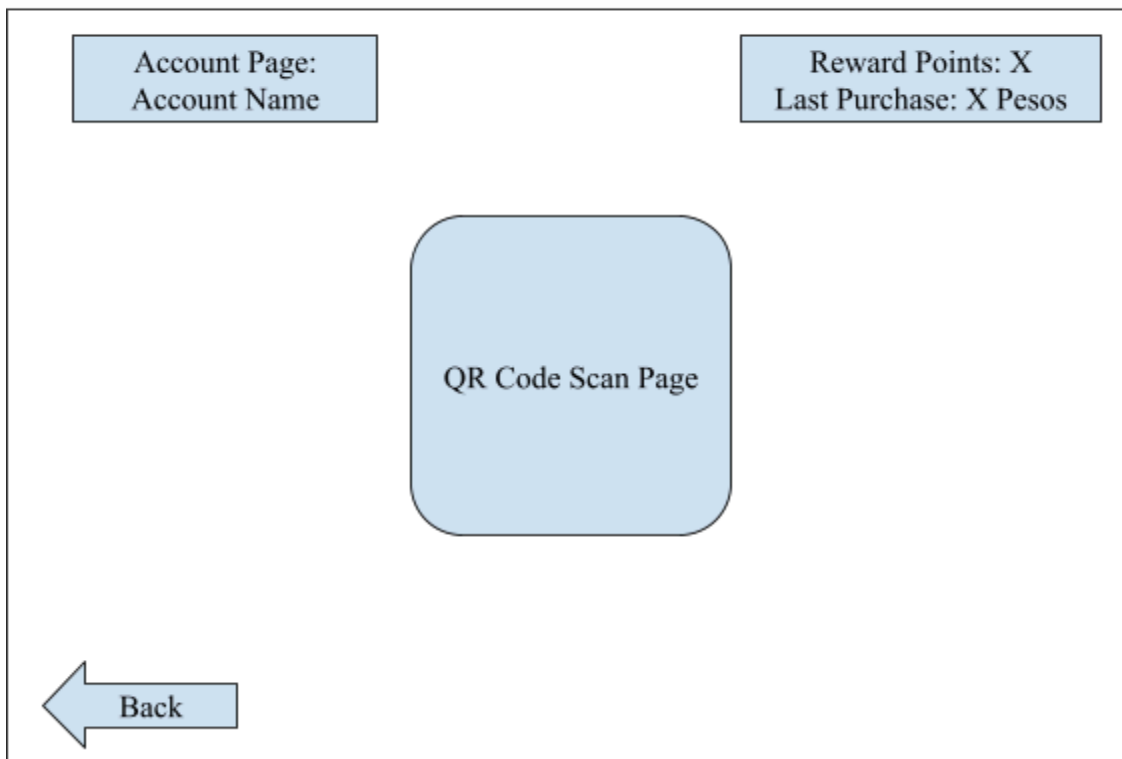 Account Page:
Account Name
Reward Points: X
Last Purchase: X Pesos
QR Code Scan Page
Back